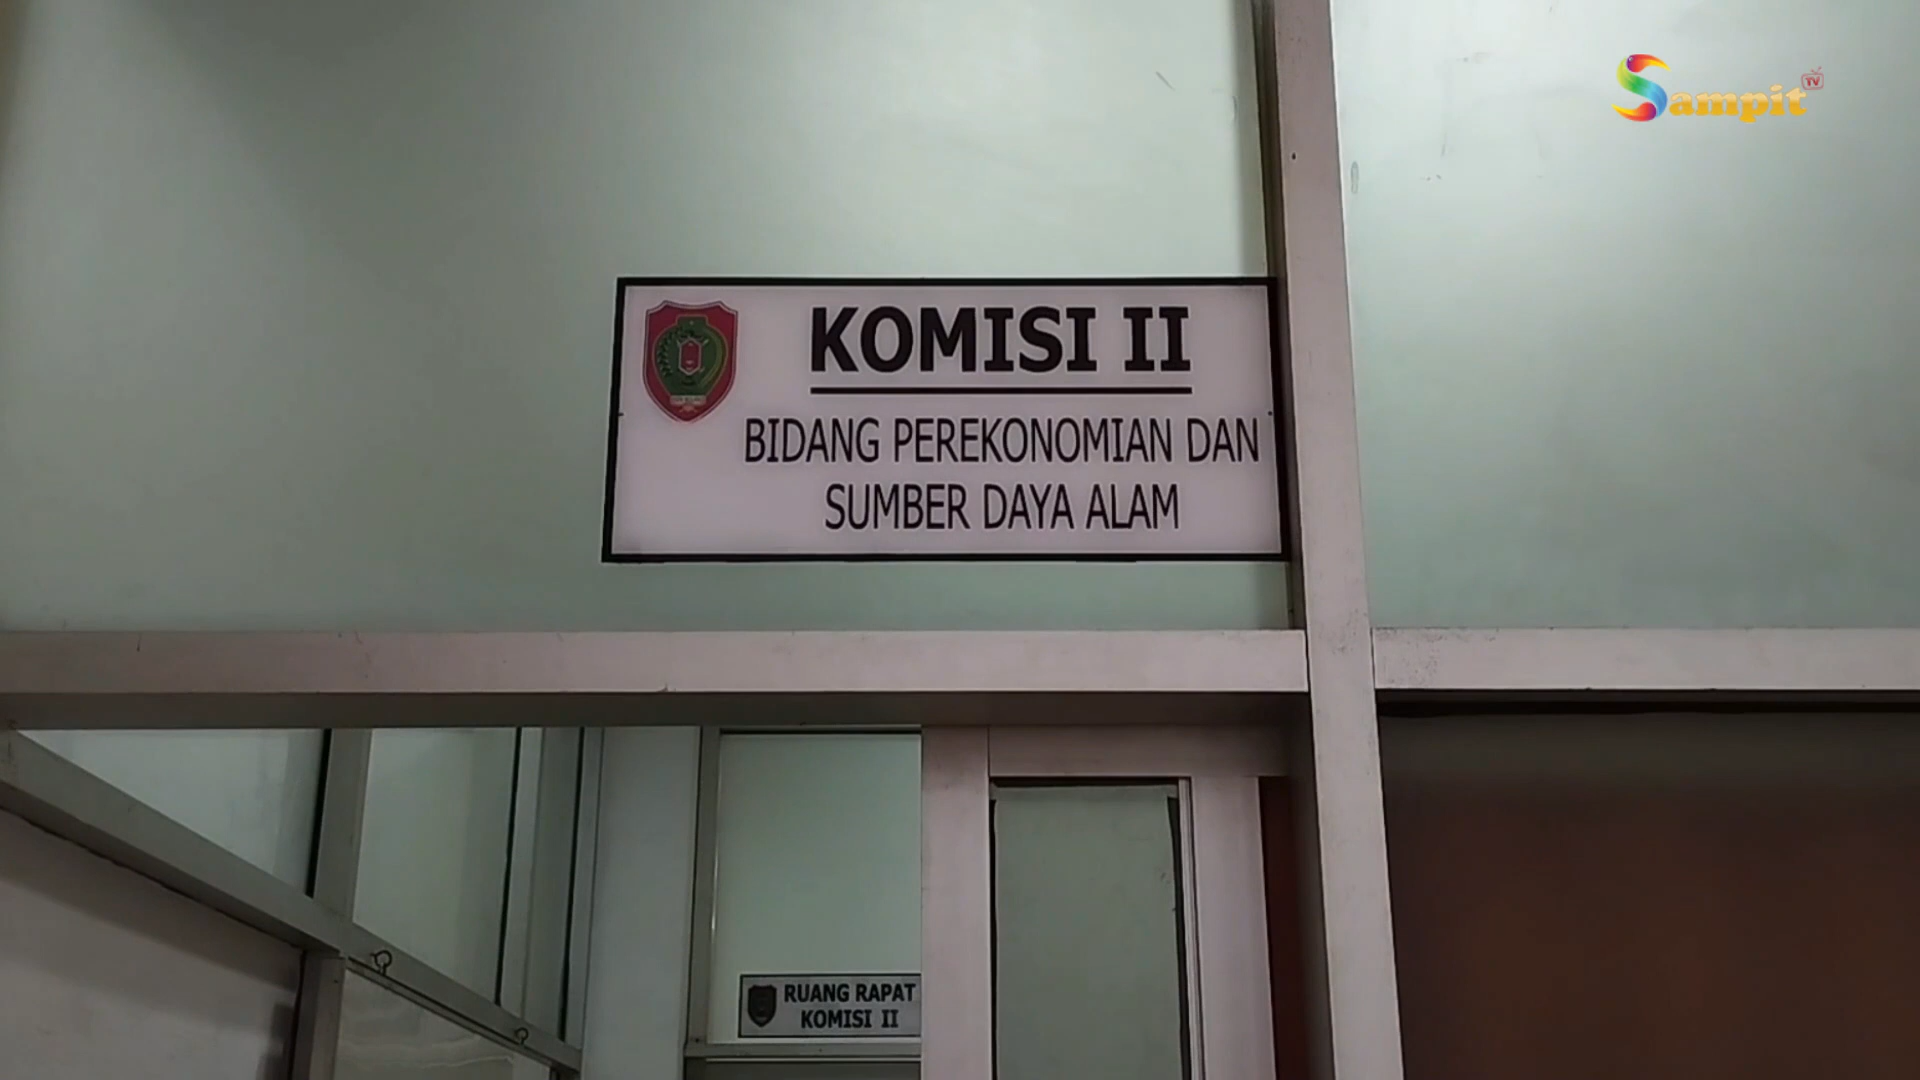 Sampit TV
KOMISI II
BIDANG PEREKONOMIAN DAN
SUMBER DAYA ALAM
RUANG RAPAT
KOMISI II